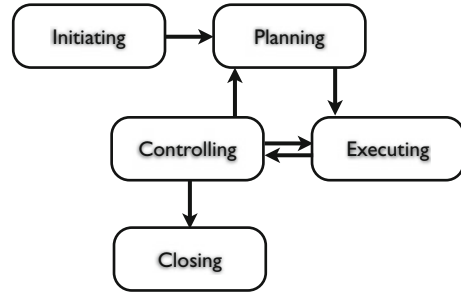 Initiating
Planning
Controlling
Executing
Closing